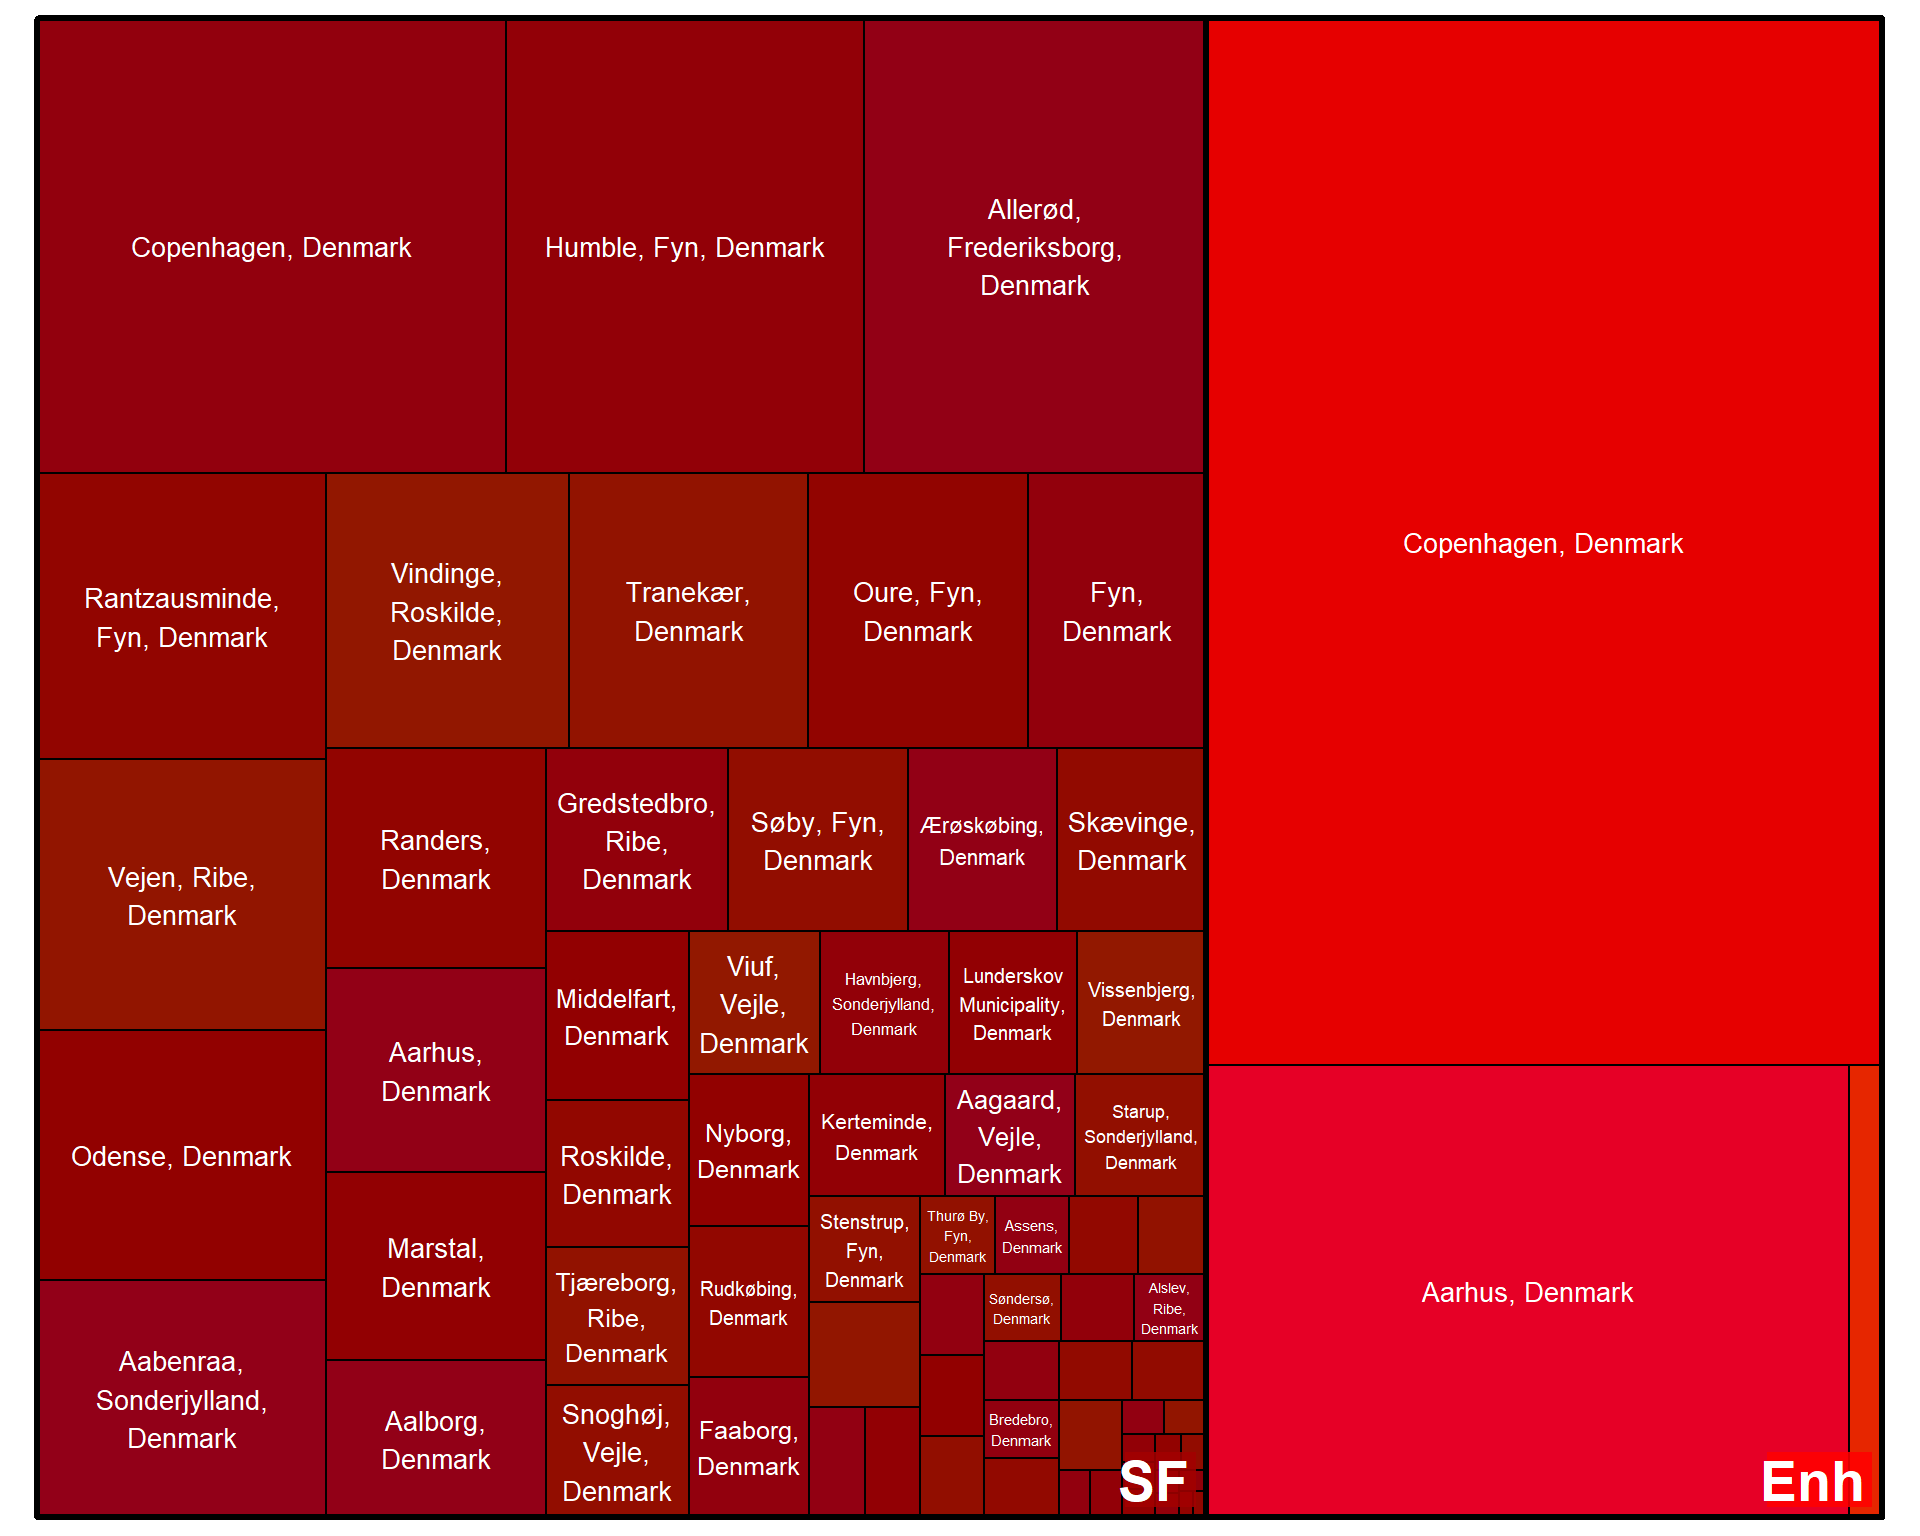 Copenhagen, Denmark
Humble, Fyn, Denmark
Allerød,
Frederiksborg,
Denmark
Copenhagen, Denmark
Rantzausminde,
Fyn, Denmark
Vindinge,
Roskilde,
Denmark
Tranekær,
Denmark
Oure, Fyn,
Denmark
Fyn,
Denmark
Vejen, Ribe,
Denmark
Randers,
Denmark
Gredstedbro,
Ribe,
Denmark
Søby, Fyn,
Denmark
Ærøskøbing,
Denmark
Skævinge,
Denmark
Middelfart,
Denmark
Viuf,
Vejle,
Denmark
Havnbjerg,
Sonderjylland,
Denmark
Lunderskov
Municipality,
Denmark
Vissenbjerg,
Denmark
Odense, Denmark
Aarhus,
Denmark
Roskilde,
Denmark
Nyborg,
Denmark
Kerteminde,
Denmark
Aagaard,
Vejle,
Denmark
Starup,
Sonderjylland,
Denmark
Marstal,
Denmark
Tjæreborg,
Ribe,
Denmark
Rudkøbing,
Denmark
Stenstrup,
Fyn,
Denmark
Thurø By,
Fyn,
Denmark
Assens,
Denmark
Søndersø,
Denmark
Alslev,
Ribe,
Denmark
Aarhus, Denmark
Aabenraa,
Sonderjylland,
Denmark
Aalborg,
Denmark
Snoghøj,
Vejle,
Denmark
Faaborg,
Denmark
Bredebro,
Denmark
SF
Enh